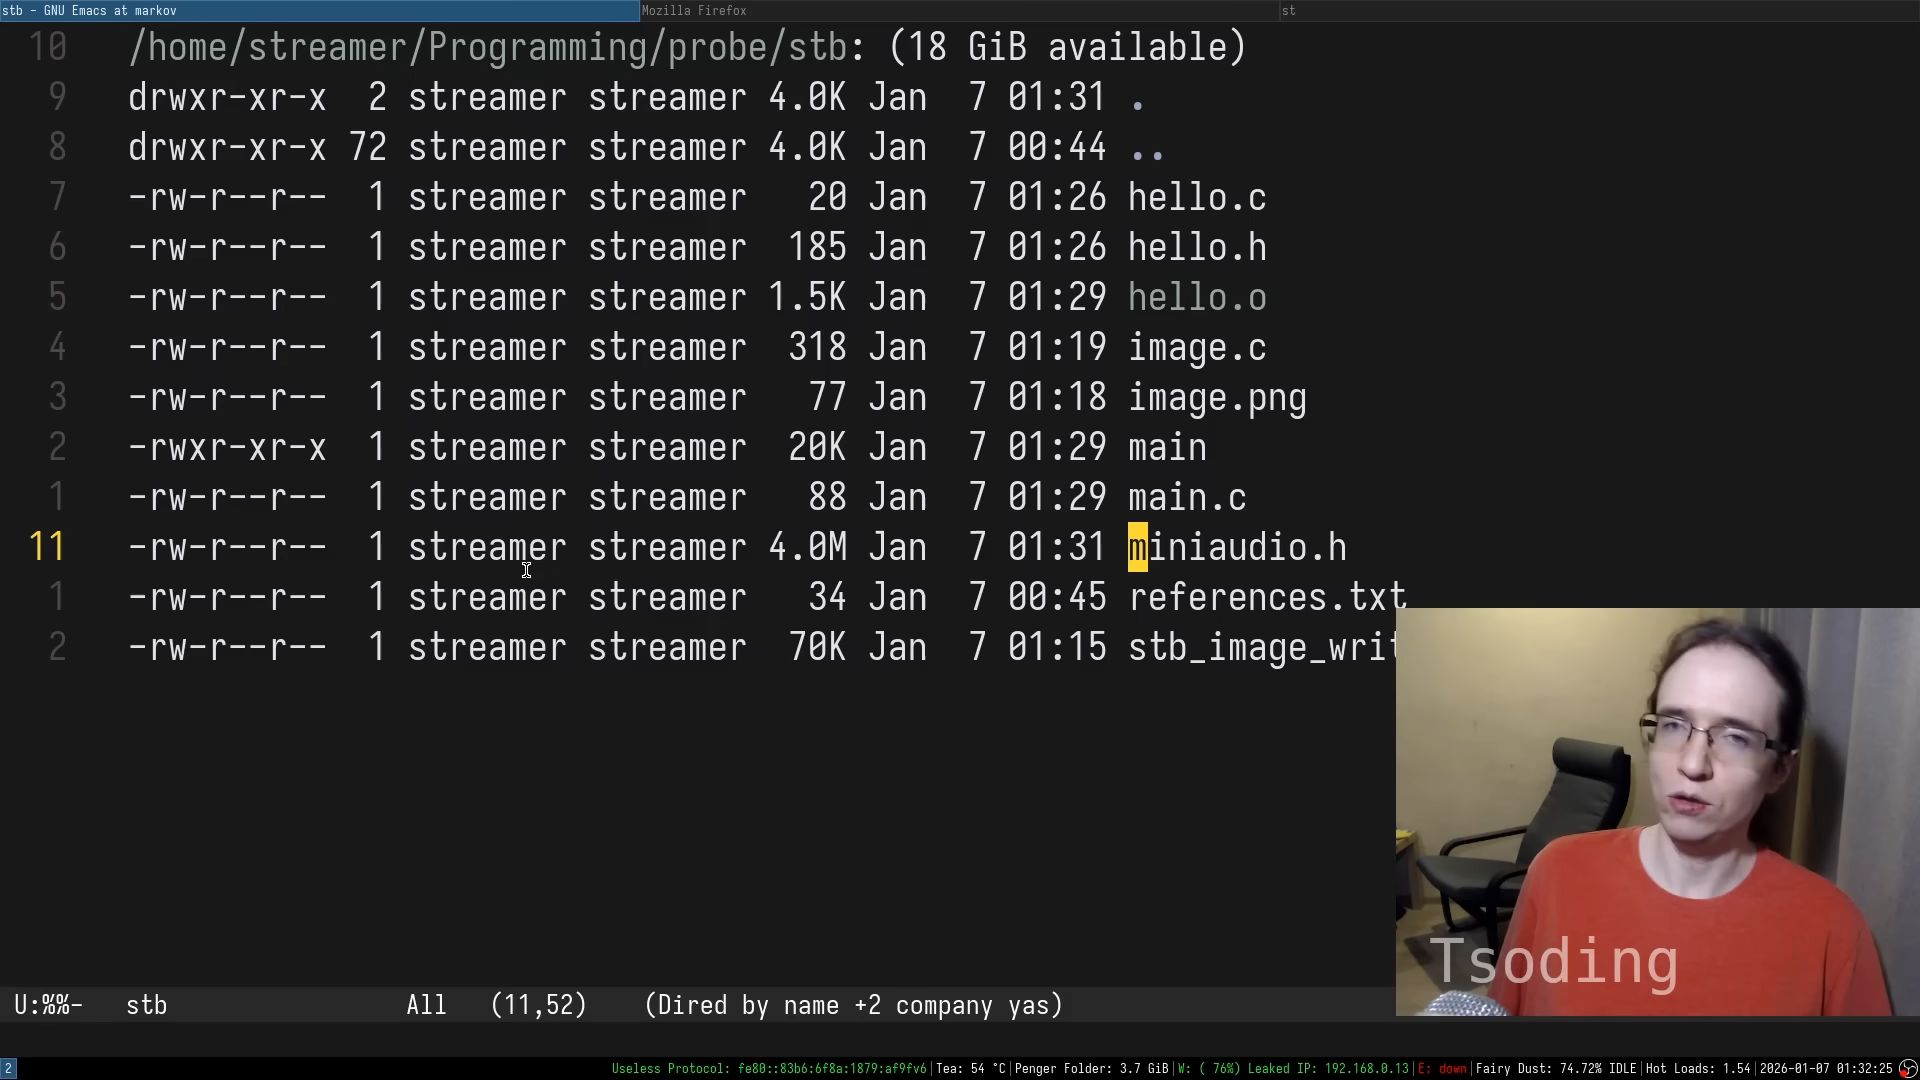 stb - GNU Emacs at markov Mozilla Firefox st
10 /home/streamer/Programming/probe/stb: (18 GiB available)
9 drwxr-xr-x 2 streamer streamer 4.0K Jan 7 01:31 .
8 drwxr-xr-x 72 streamer streamer 4.0K Jan 7 00:44 ..
7 -rw-r--r-- 1 streamer streamer 20 Jan 7 01:26 hello.c
6 -rw-r--r-- 1 streamer streamer 185 Jan 7 01:26 hello.h
5 -rw-r--r-- 1 streamer streamer 1.5K Jan 7 01:29 hello.o
4 -rw-r--r-- 1 streamer streamer 318 Jan 7 01:19 image.c
3 -rw-r--r-- 1 streamer streamer 77 Jan 7 01:18 image.png
2 -rwxr-xr-x 1 streamer streamer 20K Jan 7 01:29 main
1 -rw-r--r-- 1 streamer streamer 88 Jan 7 01:29 main.c
11 -rw-r--r-- 1 streamer streamer 4.0M Jan 7 01:31 miniaudio.h
1 -rw-r--r-- 1 streamer streamer 34 Jan 7 00:45 references.txt
2 -rw-r--r-- 1 streamer streamer 70K Jan 7 01:15 stb_image_writ
Tsoding
U:%%- stb All (11,52) (Dired by name +2 company yas)
2 Useless Protocol: fe80::83b6:6f8a:1879:af9fv6|Tea: 54 °C|Penger Folder: 3.7 GiB|W: ( 76%) Leaked IP: 192.168.0.13|E: down|Fairy Dust: 74.72% IDLE|Hot Loads: 1.54|2026-01-07 01:32:25